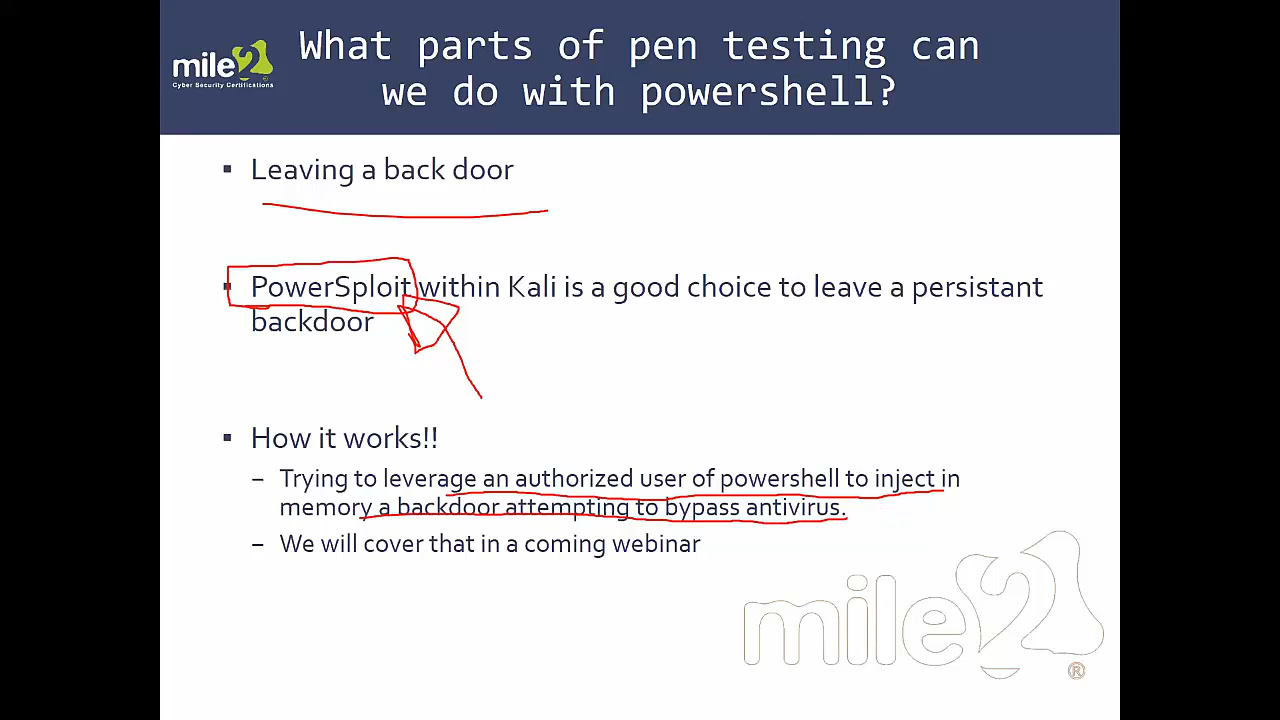 What parts of pen testing can
we do with powershell?
mile2
Cyber Security Certifications
▪ Leaving a back door
▪ PowerSploit within Kali is a good choice to leave a persistant
backdoor
▪ How it works!!
– Trying to leverage an authorized user of powershell to inject in
memory a backdoor attempting to bypass antivirus.
– We will cover that in a coming webinar
mile2®